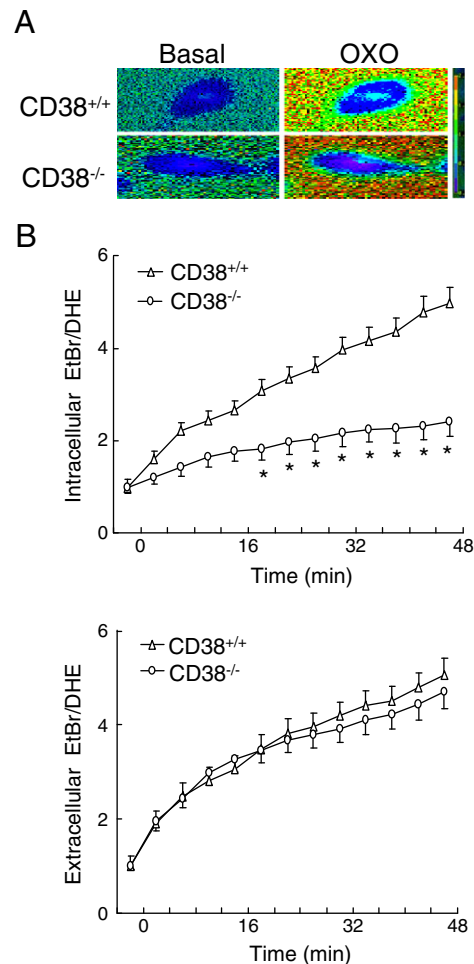 A
Basal OXO
CD38+/+
CD38-/-
B
6
4
2
0
Intracellular EtBr/DHE
CD38+/+
CD38-/-
* * * * * * * *
0 16 32 48
Time (min)
6
4
2
0
Extracellular EtBr/DHE
CD38+/+
CD38-/-
0 16 32 48
Time (min)